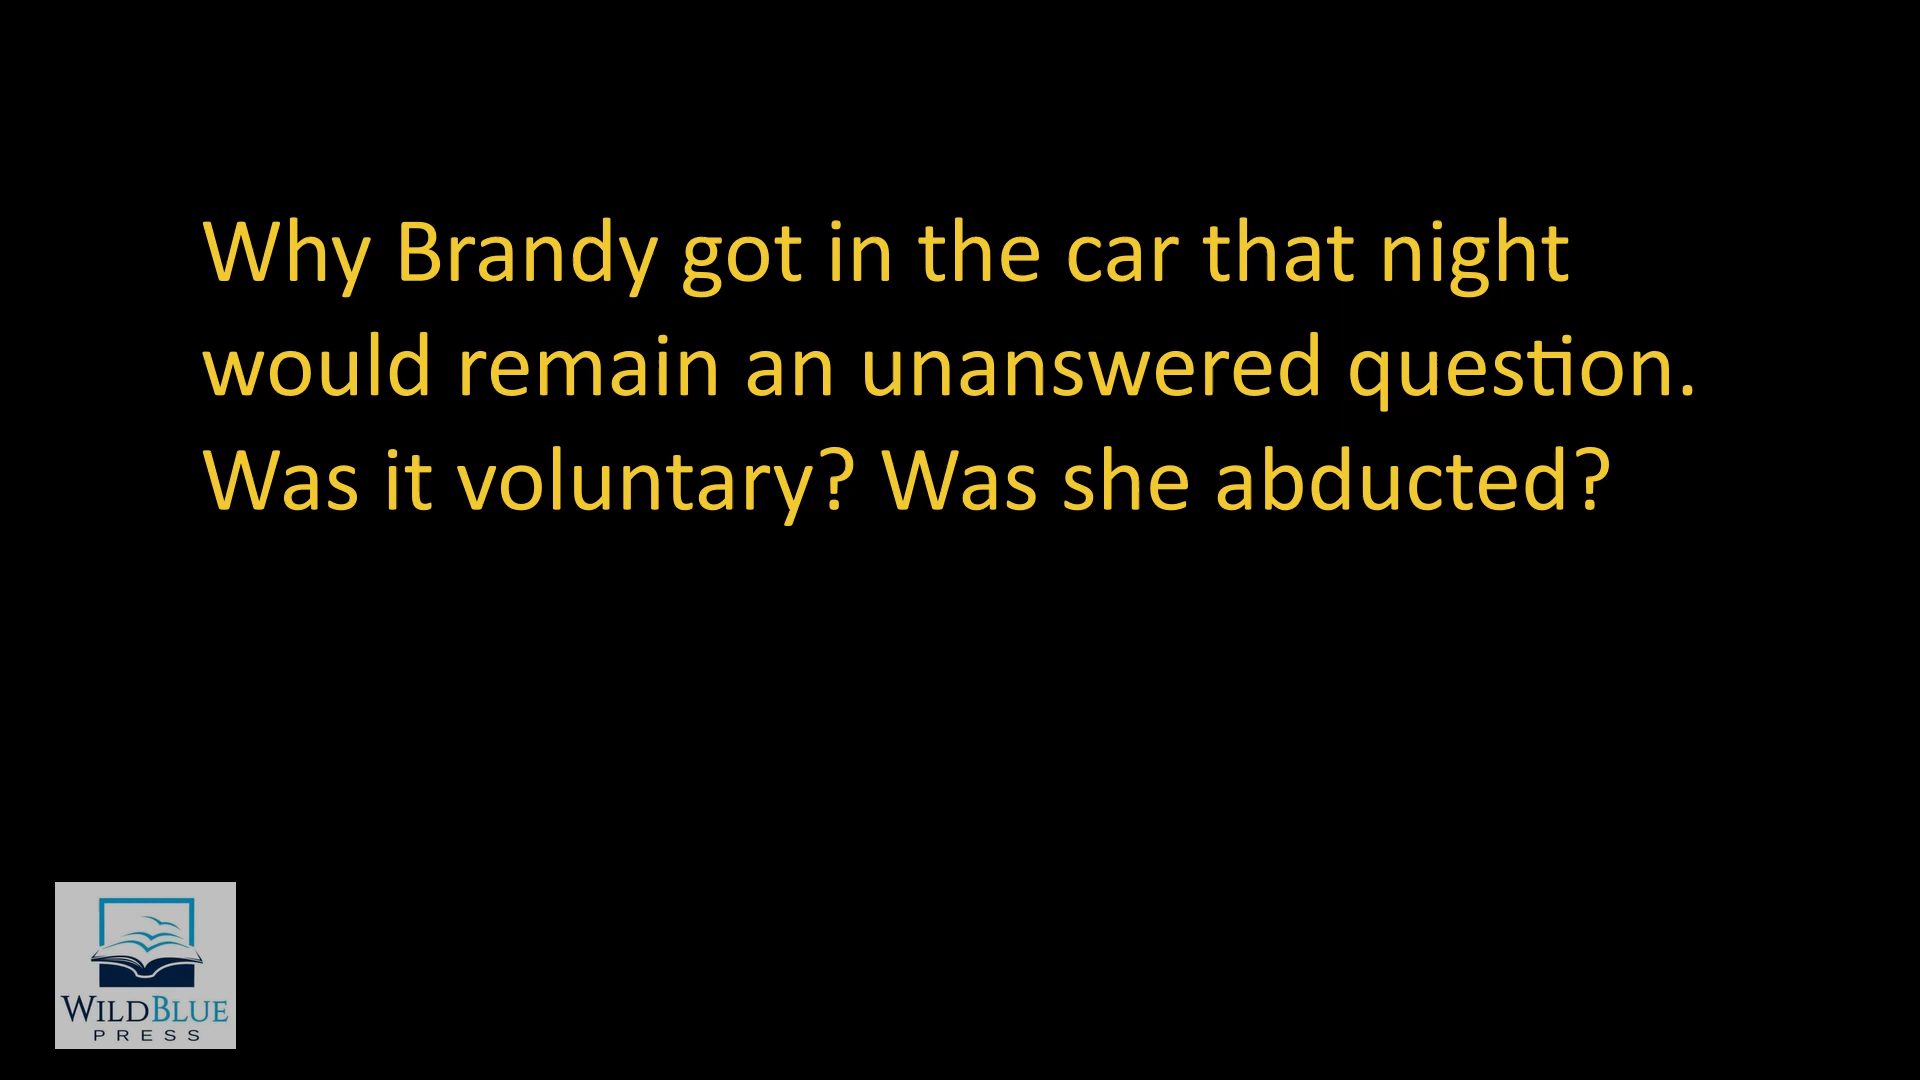 Why Brandy got in the car that night
would remain an unanswered question.
Was it voluntary? Was she abducted?
WILDBLUE
PRESS